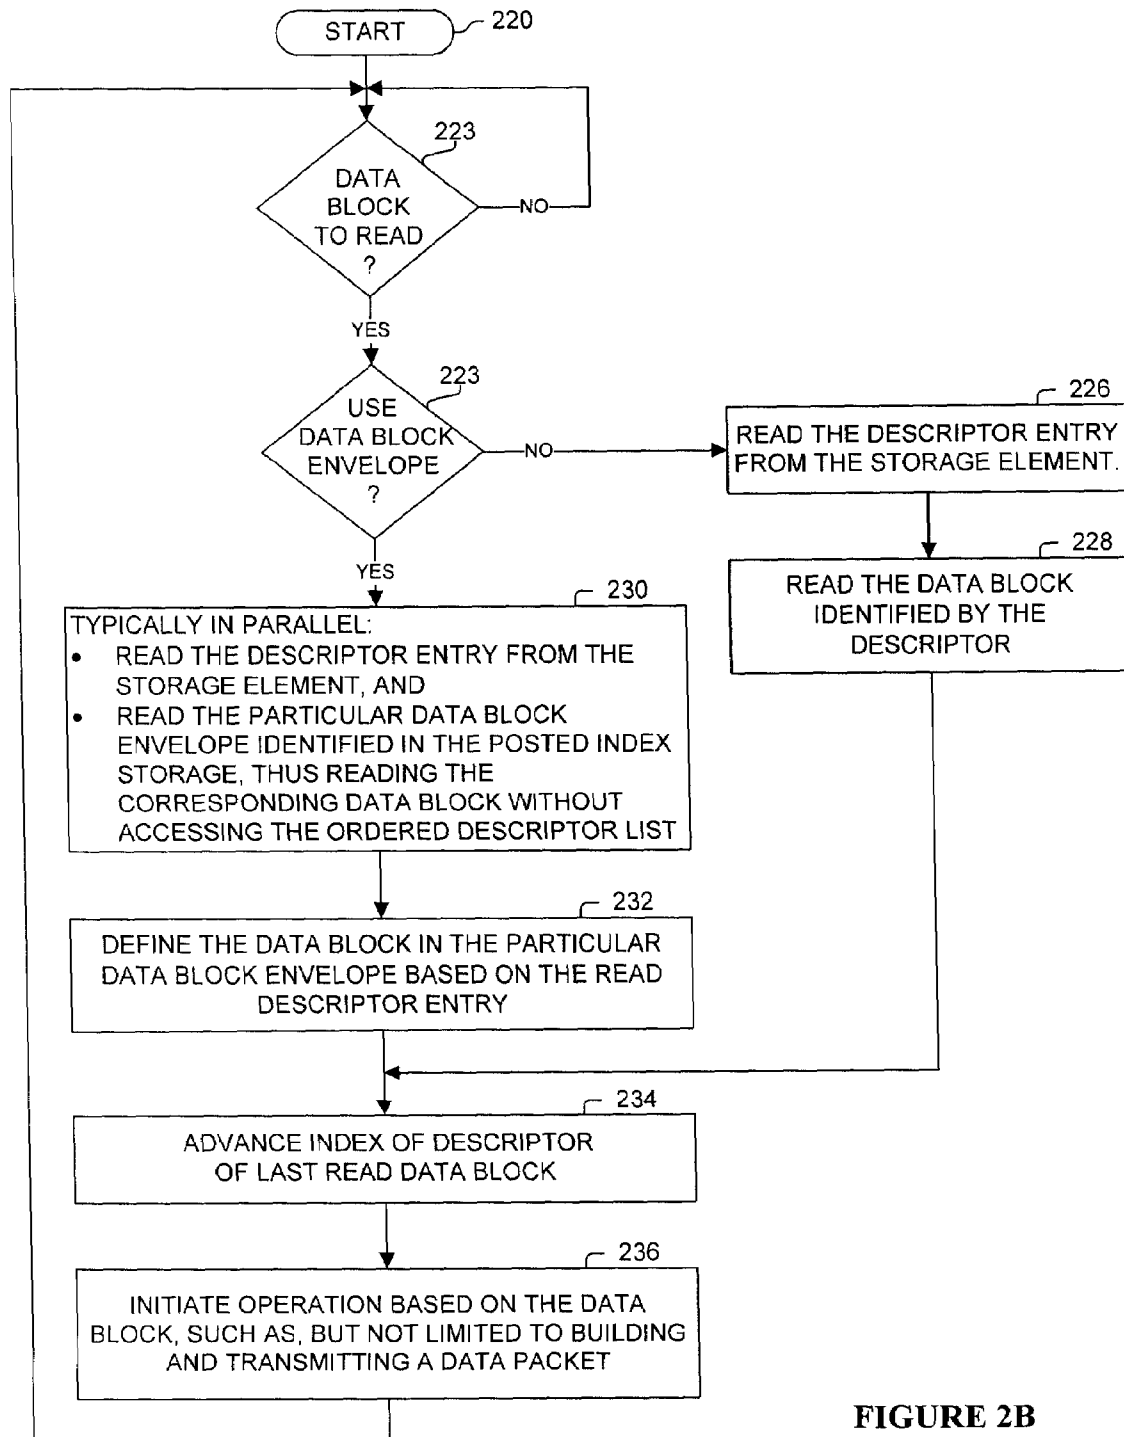 START
220
223
DATA
BLOCK
TO READ
?
NO
YES
223
USE
DATA BLOCK
ENVELOPE
?
NO
226
READ THE DESCRIPTOR ENTRY
FROM THE STORAGE ELEMENT.
228
READ THE DATA BLOCK
IDENTIFIED BY THE
DESCRIPTOR
YES
230
TYPICALLY IN PARALLEL:
• READ THE DESCRIPTOR ENTRY FROM THE
STORAGE ELEMENT, AND
• READ THE PARTICULAR DATA BLOCK
ENVELOPE IDENTIFIED IN THE POSTED INDEX
STORAGE, THUS READING THE
CORRESPONDING DATA BLOCK WITHOUT
ACCESSING THE ORDERED DESCRIPTOR LIST
232
DEFINE THE DATA BLOCK IN THE PARTICULAR
DATA BLOCK ENVELOPE BASED ON THE READ
DESCRIPTOR ENTRY
234
ADVANCE INDEX OF DESCRIPTOR
OF LAST READ DATA BLOCK
236
INITIATE OPERATION BASED ON THE DATA
BLOCK, SUCH AS, BUT NOT LIMITED TO BUILDING
AND TRANSMITTING A DATA PACKET
FIGURE 2B